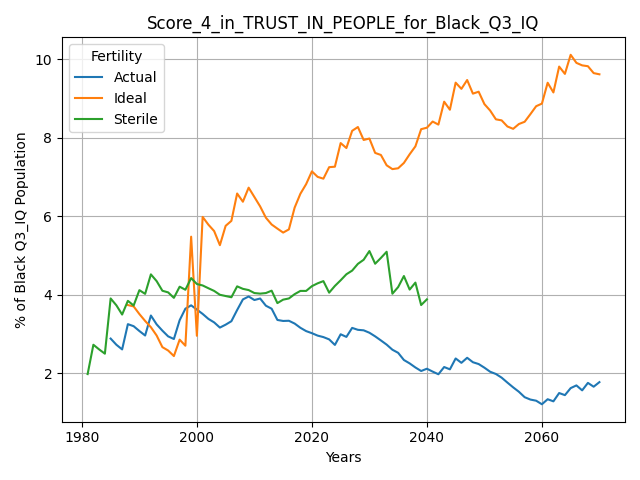 Score_4_in_TRUST_IN_PEOPLE_for_Black_Q3_IQ
Fertility
Actual
Ideal
Sterile
% of Black Q3_IQ Population
10
8
6
4
2
1980
2000
2020
2040
2060
Years